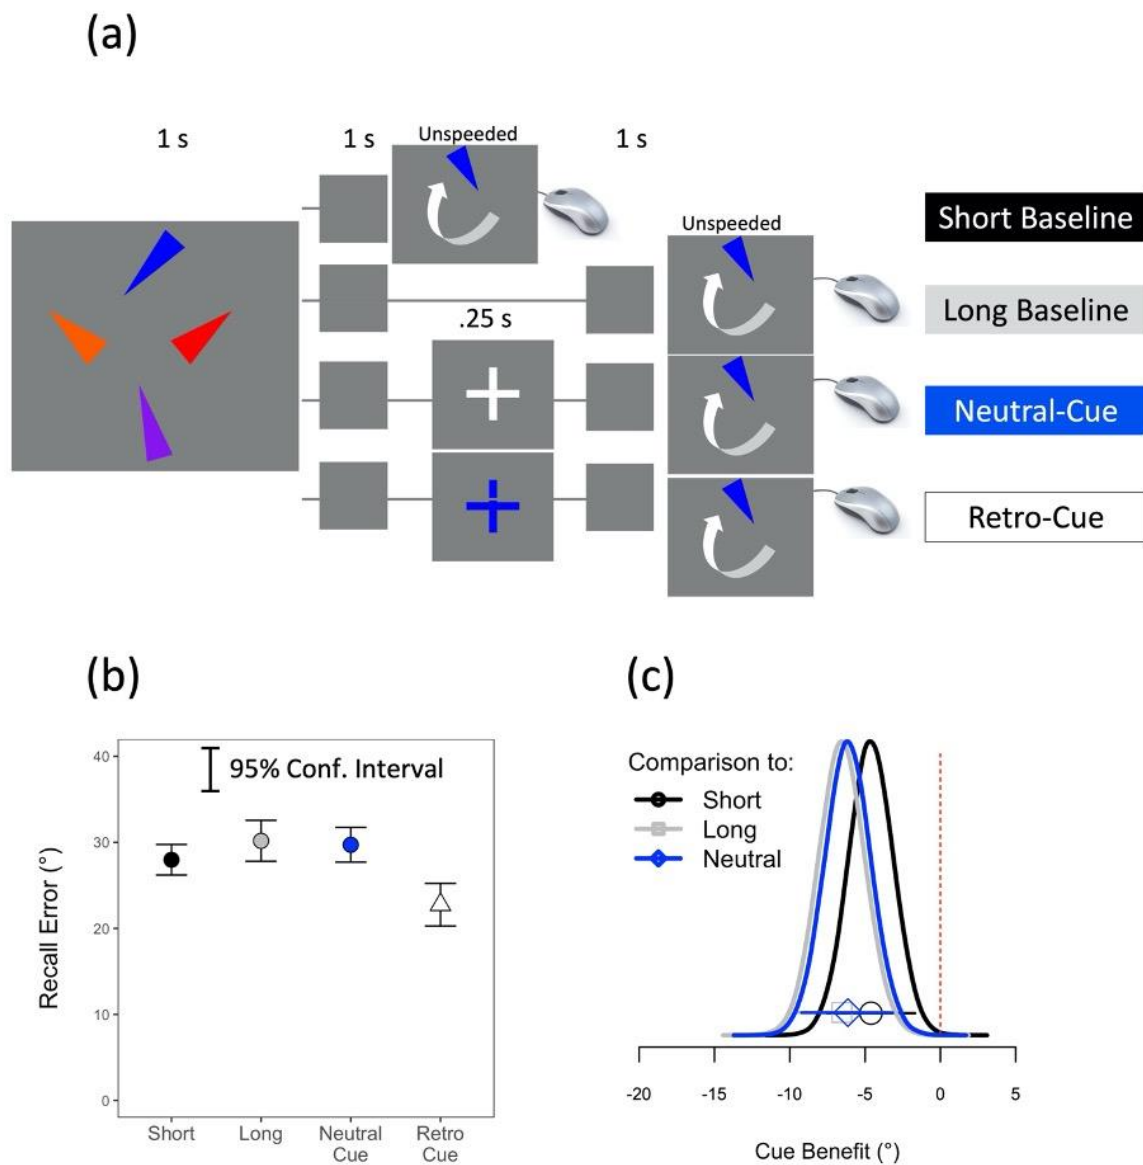 (a)
1 s
1 s
Unspeeded
1 s
Short Baseline
Unspeeded
Long Baseline
.25 s
Neutral-Cue
Retro-Cue
(b)
Recall Error (°)
40
30
20
10
0
95% Conf. Interval
Short
Long
Neutral
Cue
Retro
Cue
(c)
Comparison to:
Short
Long
Neutral
-20
-15
-10
-5
0
5
Cue Benefit (°)